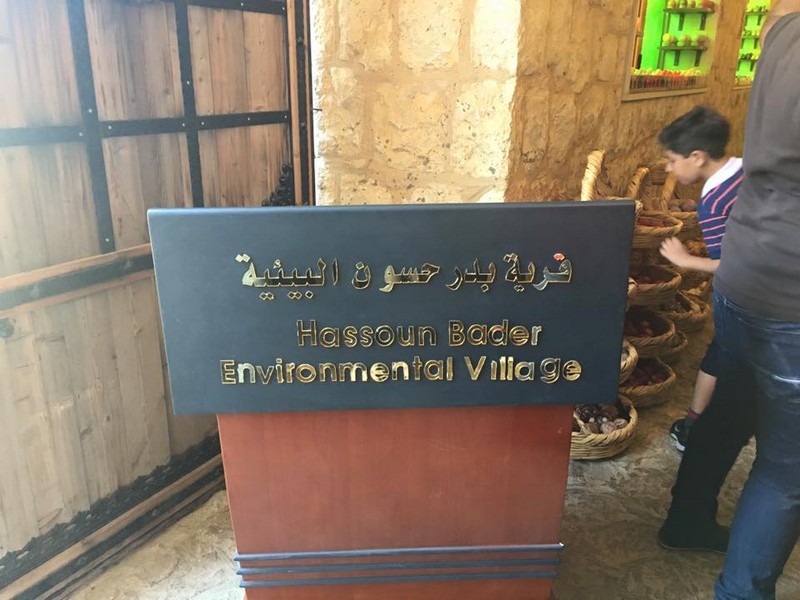 قرية بدر حسون البيئية
Hassoun Bader
Environmental Village